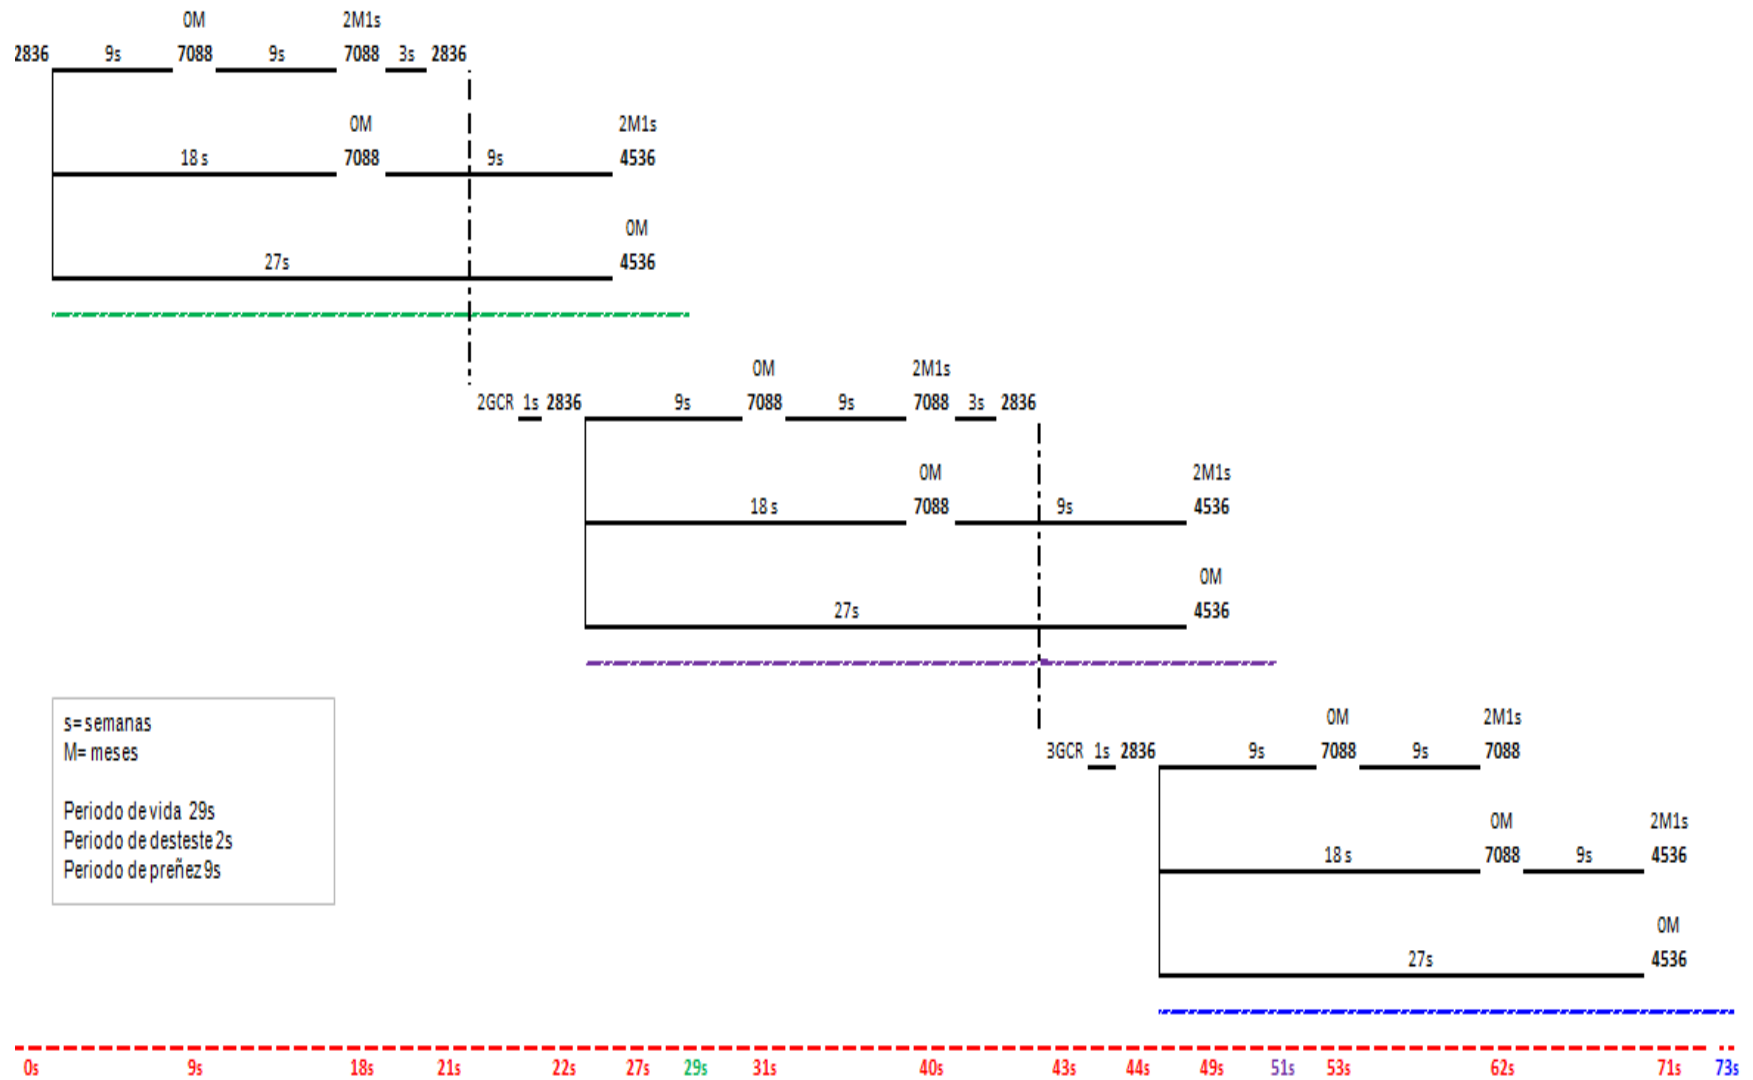 0M 2M1s
2836 9s 7088 9s 7088 3s 2836
0M 2M1s
18 s 7088 9s 4536
0M
27s 4536
0M 2M1s
2GCR 1s 2836 9s 7088 9s 7088 3s 2836
0M 2M1s
18 s 7088 9s 4536
0M
27s 4536
s=semanas
M= meses
Periodo de vida 29s
Periodo de desteste 2s
Periodo de preñez 9s
0M 2M1s
3GCR 1s 2836 9s 7088 9s 7088
0M 2M1s
18 s 7088 9s 4536
0M
27s 4536
0s 9s 18s 21s 22s 27s 29s 31s 40s 43s 44s 49s 51s 53s 62s 71s 73s